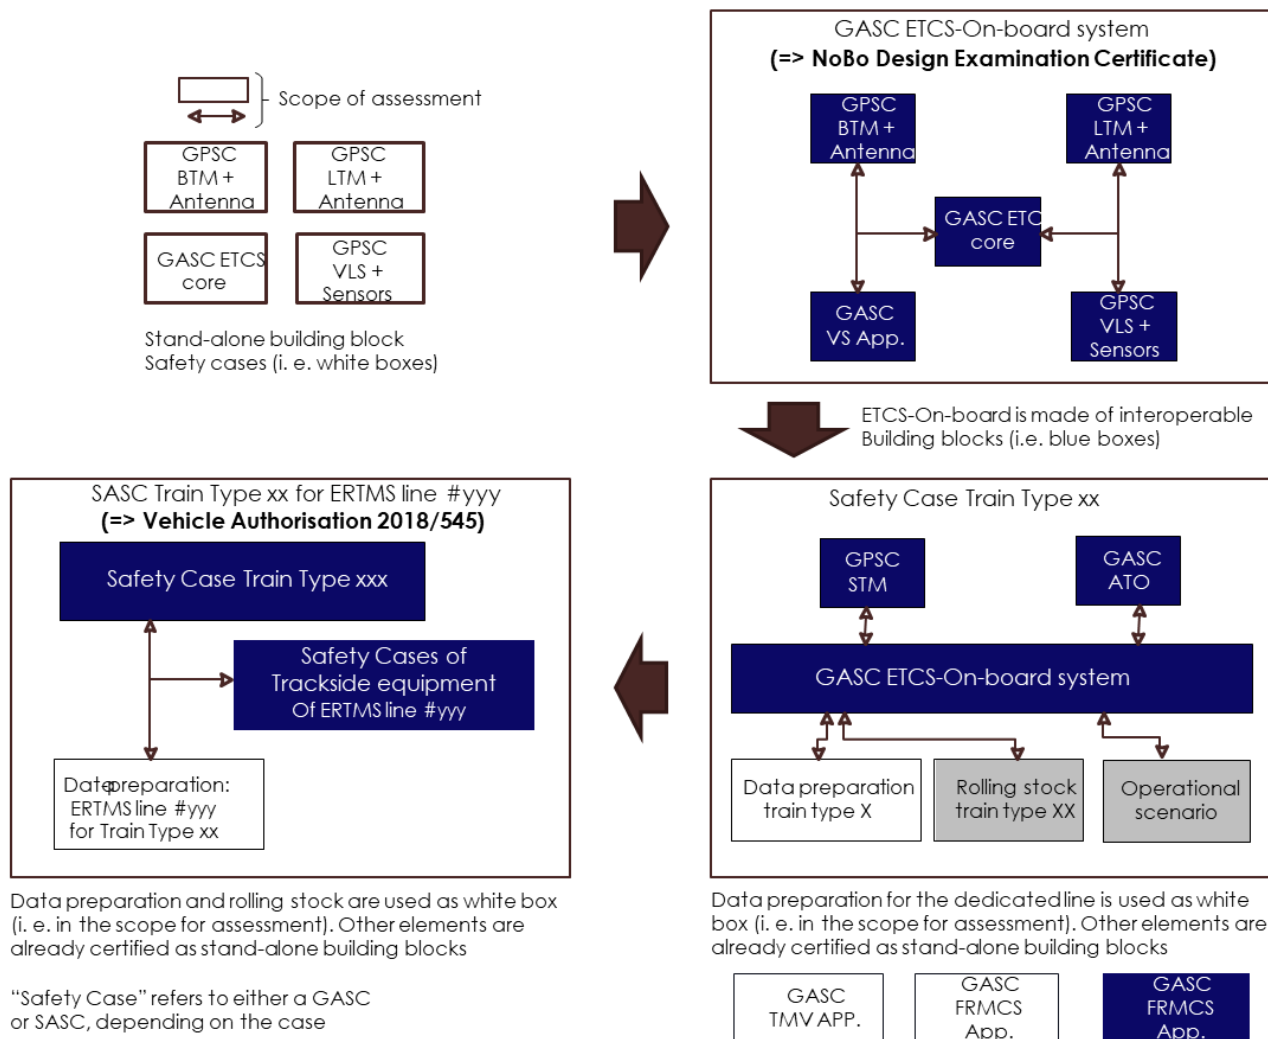 Scope of assessment
GPSC
BTM +
Antenna
GPSC
LTM +
Antenna
GASC ETCS
core
GPSC
VLS +
Sensors
Stand-alone building block
Safety cases (i. e. white boxes)
GASC ETCS-On-board system
(=> NoBo Design Examination Certificate)
GPSC
BTM +
Antenna
GPSC
LTM +
Antenna
GASC ETC
core
GASC
VS App.
GPSC
VLS +
Sensors
ETCS-On-board is made of interoperable
Building blocks (i.e. blue boxes)
SASC Train Type xx for ERTMS line #yyy
(=> Vehicle Authorisation 2018/545)
Safety Case Train Type xxx
Safety Cases of
Trackside equipment
Of ERTMS line #yyy
Data preparation:
ERTMS line #yyy
for Train Type xx
Data preparation and rolling stock are used as white box
(i. e. in the scope for assessment). Other elements are
already certified as stand-alone building blocks
"Safety Case" refers to either a GASC
or SASC, depending on the case
Safety Case Train Type xx
GPSC
STM
GASC
ATO
GASC ETCS-On-board system
Data preparation
train type X
Rolling stock
train type XX
Operational
scenario
Data preparation for the dedicated line is used as white
box (i. e. in the scope for assessment). Other elements are
already certified as stand-alone building blocks
GASC
TMV APP.
GASC
FRMCS
App.
GASC
FRMCS
App.